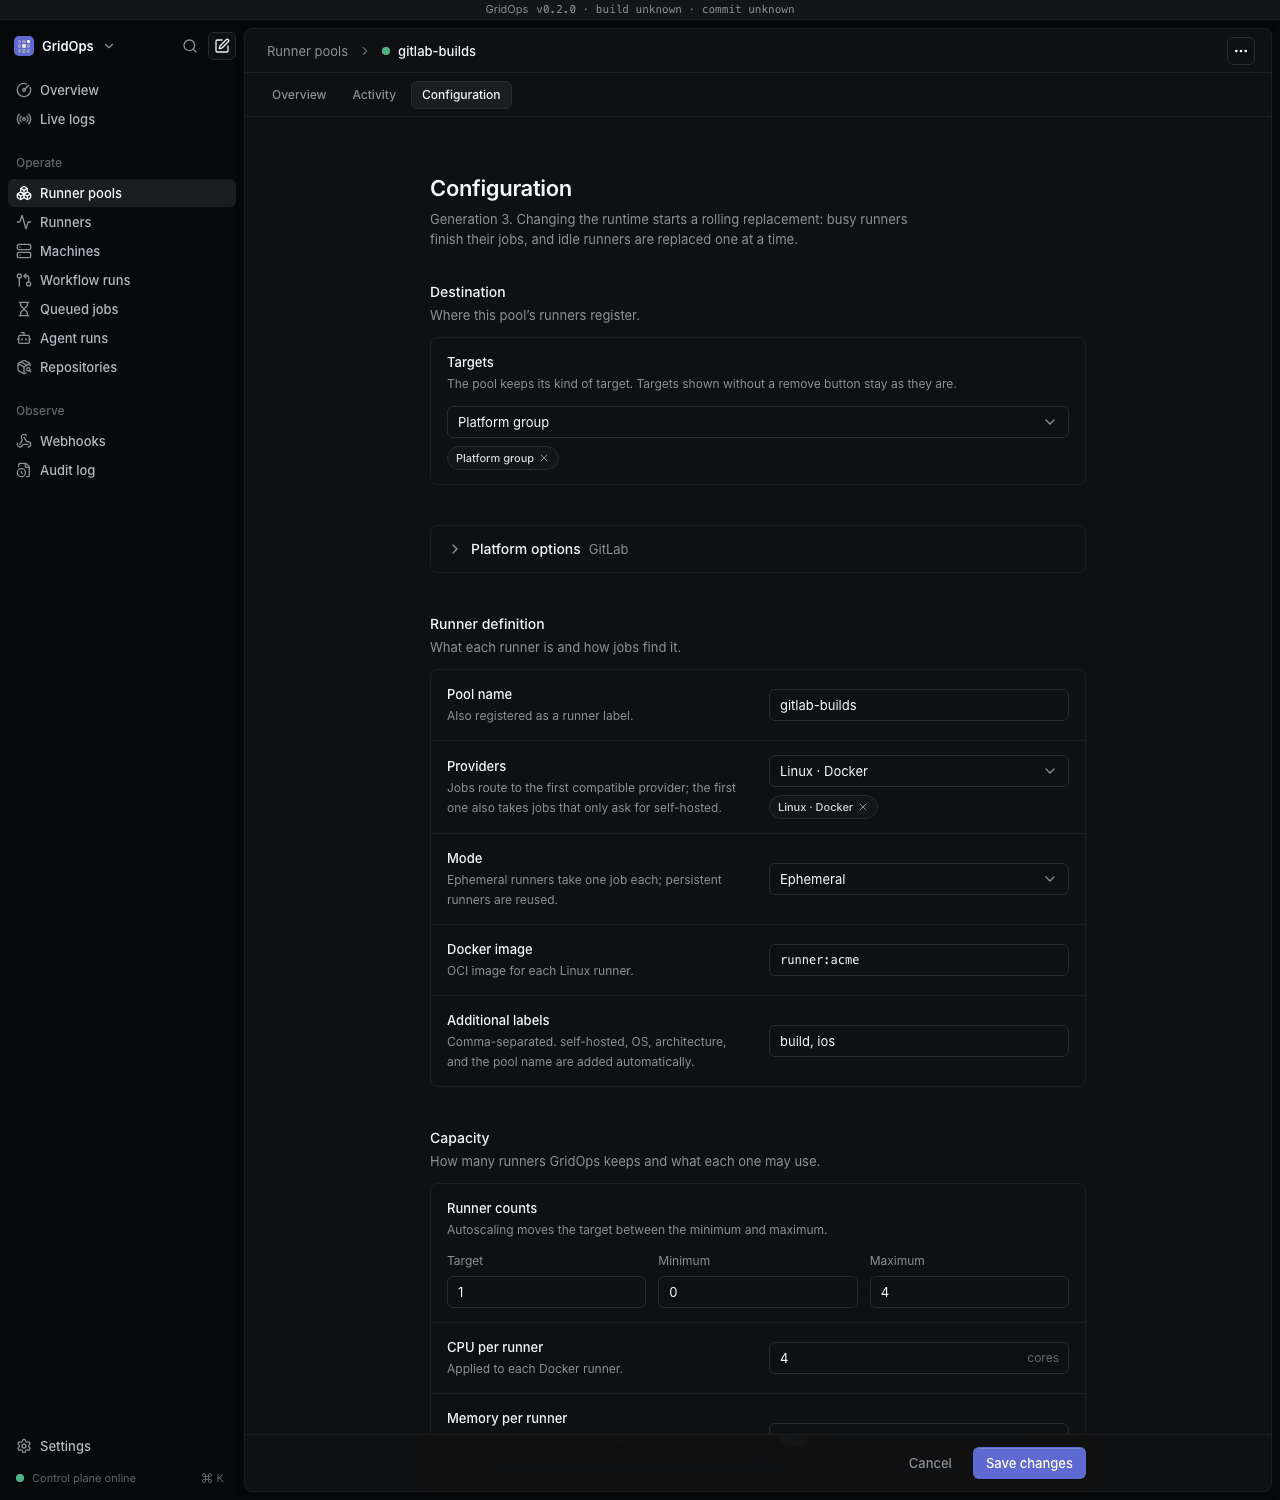 GridOps v0.2.0 · build unknown · commit unknown
GridOps
Overview
Live logs
Operate
Runner pools
Runners
Machines
Workflow runs
Queued jobs
Agent runs
Repositories
Observe
Webhooks
Audit log
Settings
Control plane online
⌘ K
Runner pools
gitlab-builds
Overview
Activity
Configuration
Configuration
Generation 3. Changing the runtime starts a rolling replacement: busy runners
finish their jobs, and idle runners are replaced one at a time.
Destination
Where this pool’s runners register.
Targets
The pool keeps its kind of target. Targets shown without a remove button stay as they are.
Platform group
Platform group
Platform options GitLab
Runner definition
What each runner is and how jobs find it.
Pool name
Also registered as a runner label.
gitlab-builds
Providers
Jobs route to the first compatible provider; the first
one also takes jobs that only ask for self-hosted.
Linux · Docker
Linux · Docker
Mode
Ephemeral runners take one job each; persistent
runners are reused.
Ephemeral
Docker image
OCI image for each Linux runner.
runner:acme
Additional labels
Comma-separated. self-hosted, OS, architecture,
and the pool name are added automatically.
build, ios
Capacity
How many runners GridOps keeps and what each one may use.
Runner counts
Autoscaling moves the target between the minimum and maximum.
Target
Minimum
Maximum
1
0
4
CPU per runner
Applied to each Docker runner.
4
cores
Memory per runner
Cancel
Save changes